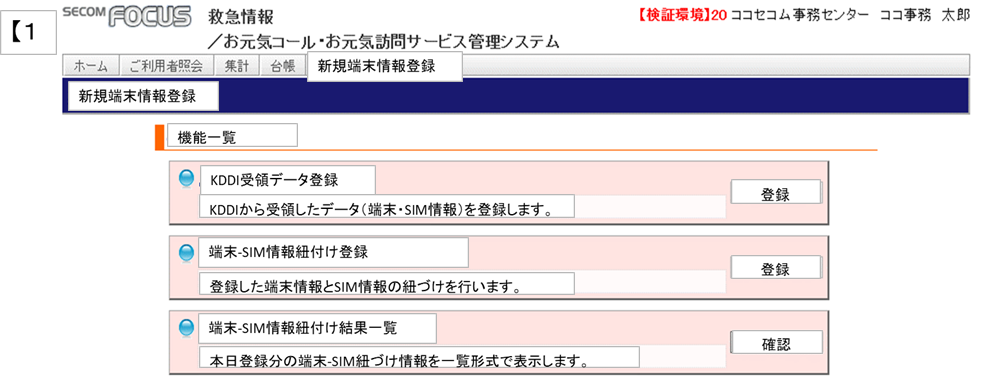 【1
SECOM FOCUS 救急情報
／お元気コール・お元気訪問サービス管理システム
【検証環境】20 ココセコム事務センター ココ事務 太郎
ホーム ご利用者照会 集計 台帳 新規端末情報登録
新規端末情報登録
機能一覧
KDDI受領データ登録
KDDIから受領したデータ（端末・SIM情報）を登録します。
登録
端末-SIM情報紐付け登録
登録した端末情報とSIM情報の紐づけを行います。
登録
端末-SIM情報紐付け結果一覧
本日登録分の端末-SIM紐づけ情報を一覧形式で表示します。
確認